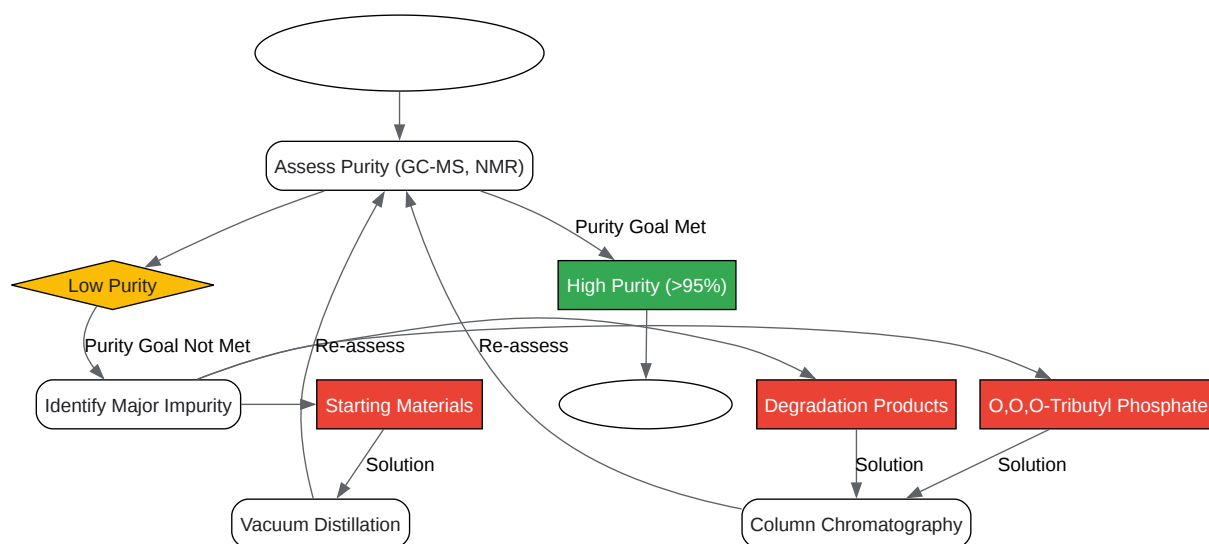 Assess Purity (GC-MS, NMR)
Purity Goal Met
Low Purity
High Purity (>95%)
Purity Goal Not Met
Re-assess
Re-assess
Identify Major Impurity
Starting Materials
Degradation Products
O,O,O-Tributyl Phosphate
Solution
Solution
Solution
Vacuum Distillation
Column Chromatography